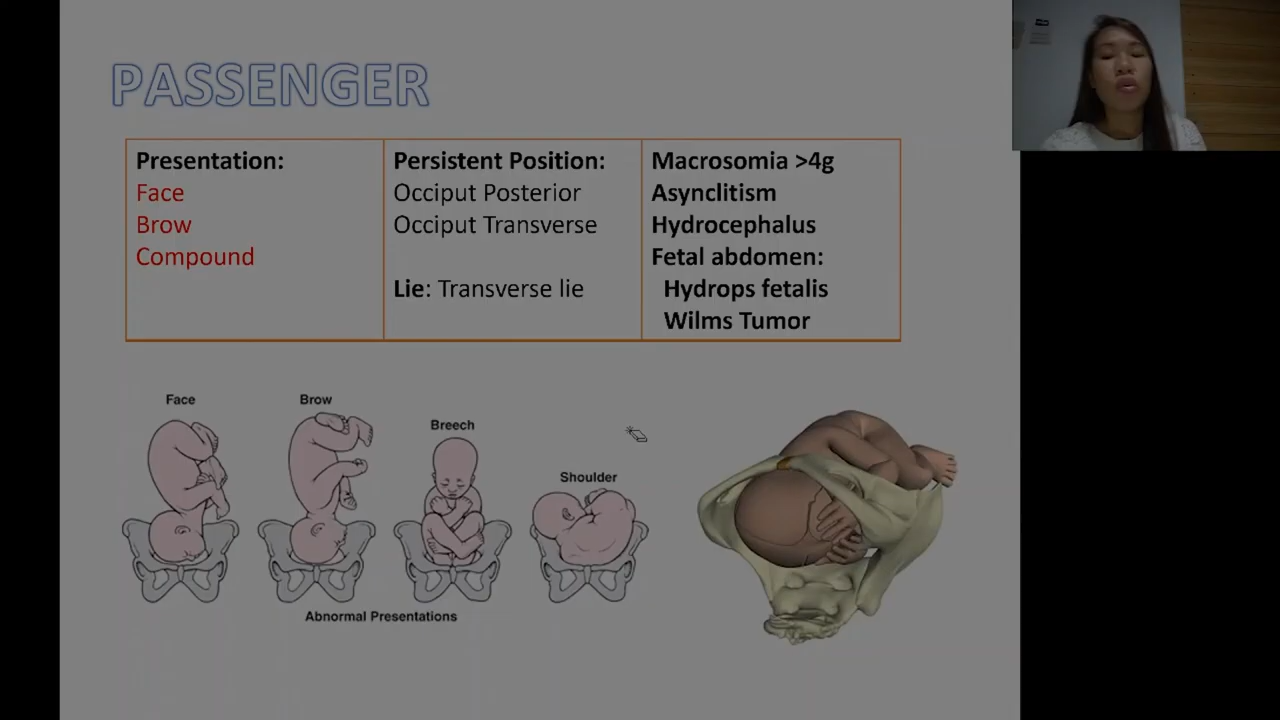 PASSENGER
Presentation:
Face
Brow
Compound
Persistent Position:
Occiput Posterior
Occiput Transverse
Lie: Transverse lie
Macrosomia >4g
Asynclitism
Hydrocephalus
Fetal abdomen:
Hydrops fetalis
Wilms Tumor
Face
Brow
Breech
Shoulder
Abnormal Presentations